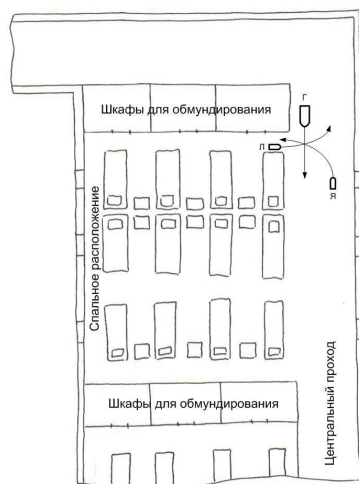 Шкафы для обмундирования
Г
Л
Я
Спальное расположение
Шкафы для обмундирования
Центральный проход